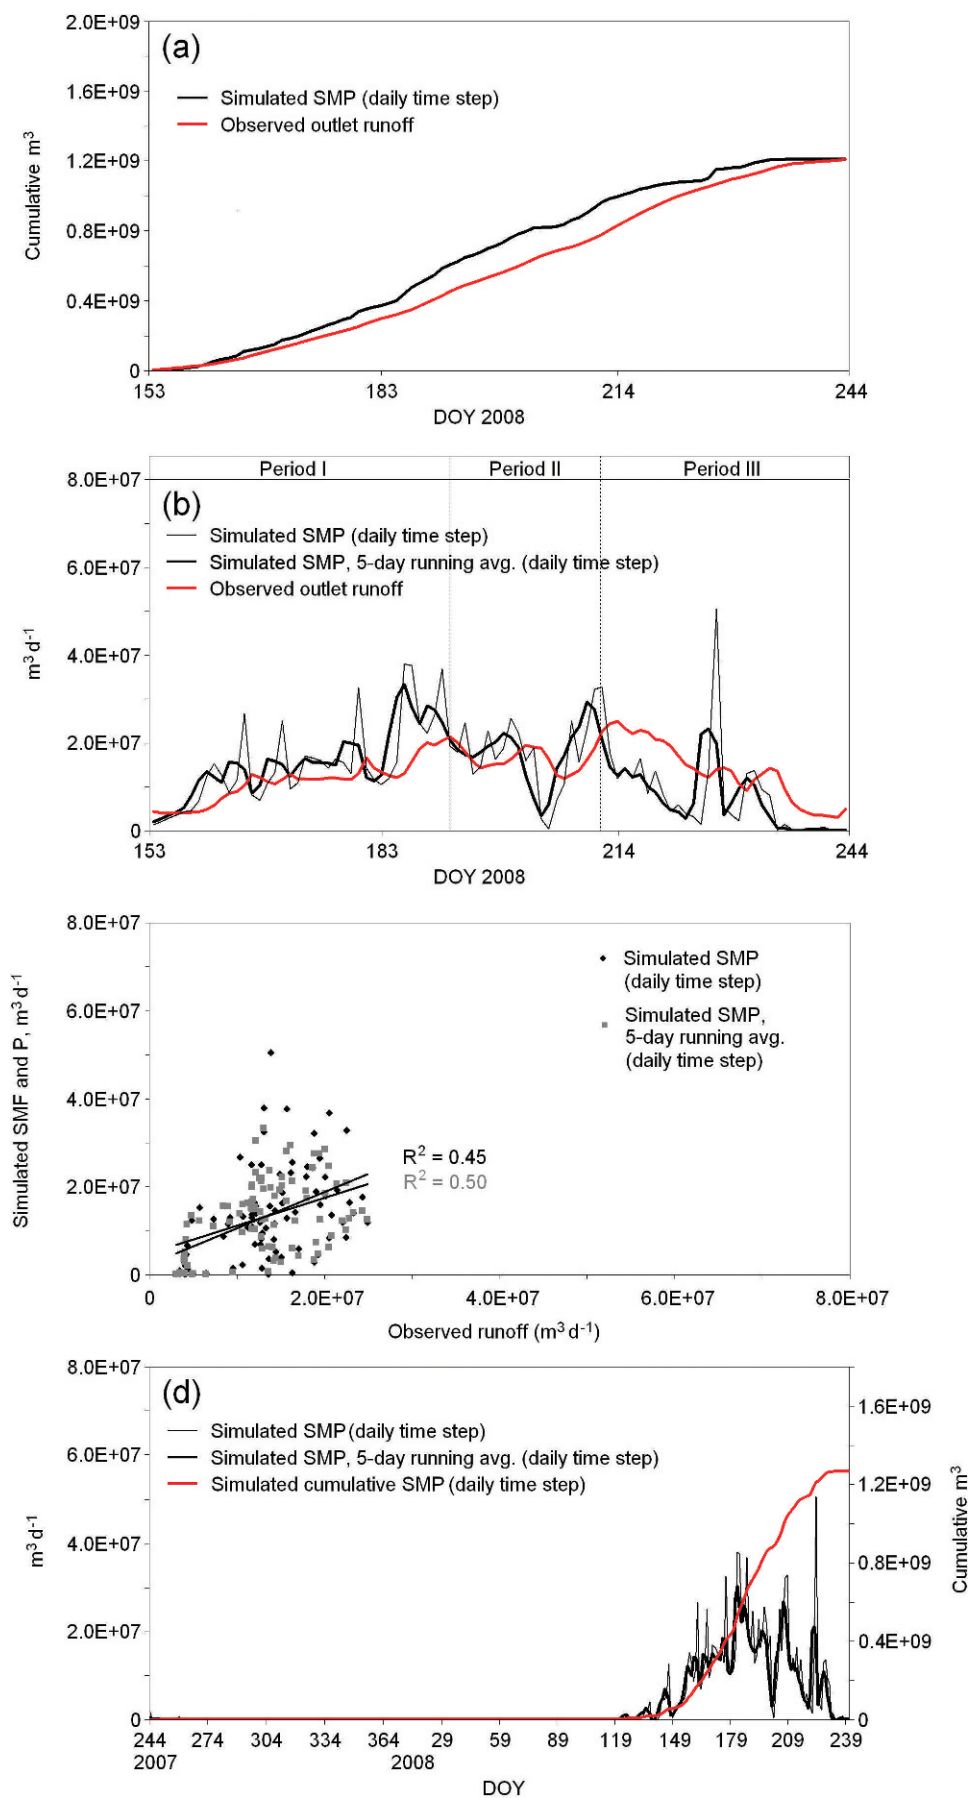 2.0E+09
(a)
1.6E+09
Simulated SMP (daily time step)
Observed outlet runoff
1.2E+09
Cumulative m³
0.8E+09
0.4E+09
0
153 183 214 244
DOY 2008
Period I Period II Period III
8.0E+07
(b)
Simulated SMP (daily time step)
Simulated SMP, 5-day running avg. (daily time step)
6.0E+07
Observed outlet runoff
4.0E+07
m³ d⁻¹
2.0E+07
0
153 183 214 244
DOY 2008
8.0E+07
Simulated SMP
(daily time step)
Simulated SMP,
5-day running avg.
(daily time step)
6.0E+07
Simulated SMF and P, m³ d⁻¹
4.0E+07
R² = 0.45
R² = 0.50
2.0E+07
0
0 2.0E+07 4.0E+07 6.0E+07 8.0E+07
Observed runoff (m³ d⁻¹)
8.0E+07
(d)
1.6E+09
Simulated SMP (daily time step)
Simulated SMP, 5-day running avg. (daily time step)
6.0E+07
Simulated cumulative SMP (daily time step)
1.2E+09
4.0E+07
m³ d⁻¹
0.8E+09
Cumulative m³
2.0E+07
0.4E+09
0
0
244 274 304 334 364 29 59 89 119 149 179 209 239
2007 2008
DOY